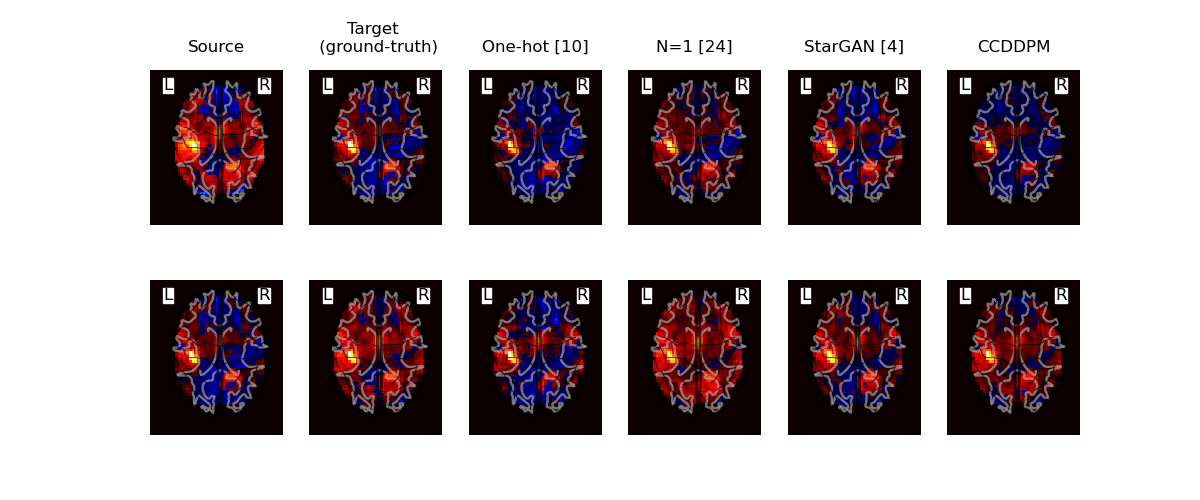 Source
Target
(ground-truth)
One-hot [10]
N=1 [24]
StarGAN [4]
CCDDPM
L R L R L R L R L R L R
L R L R L R L R L R L R